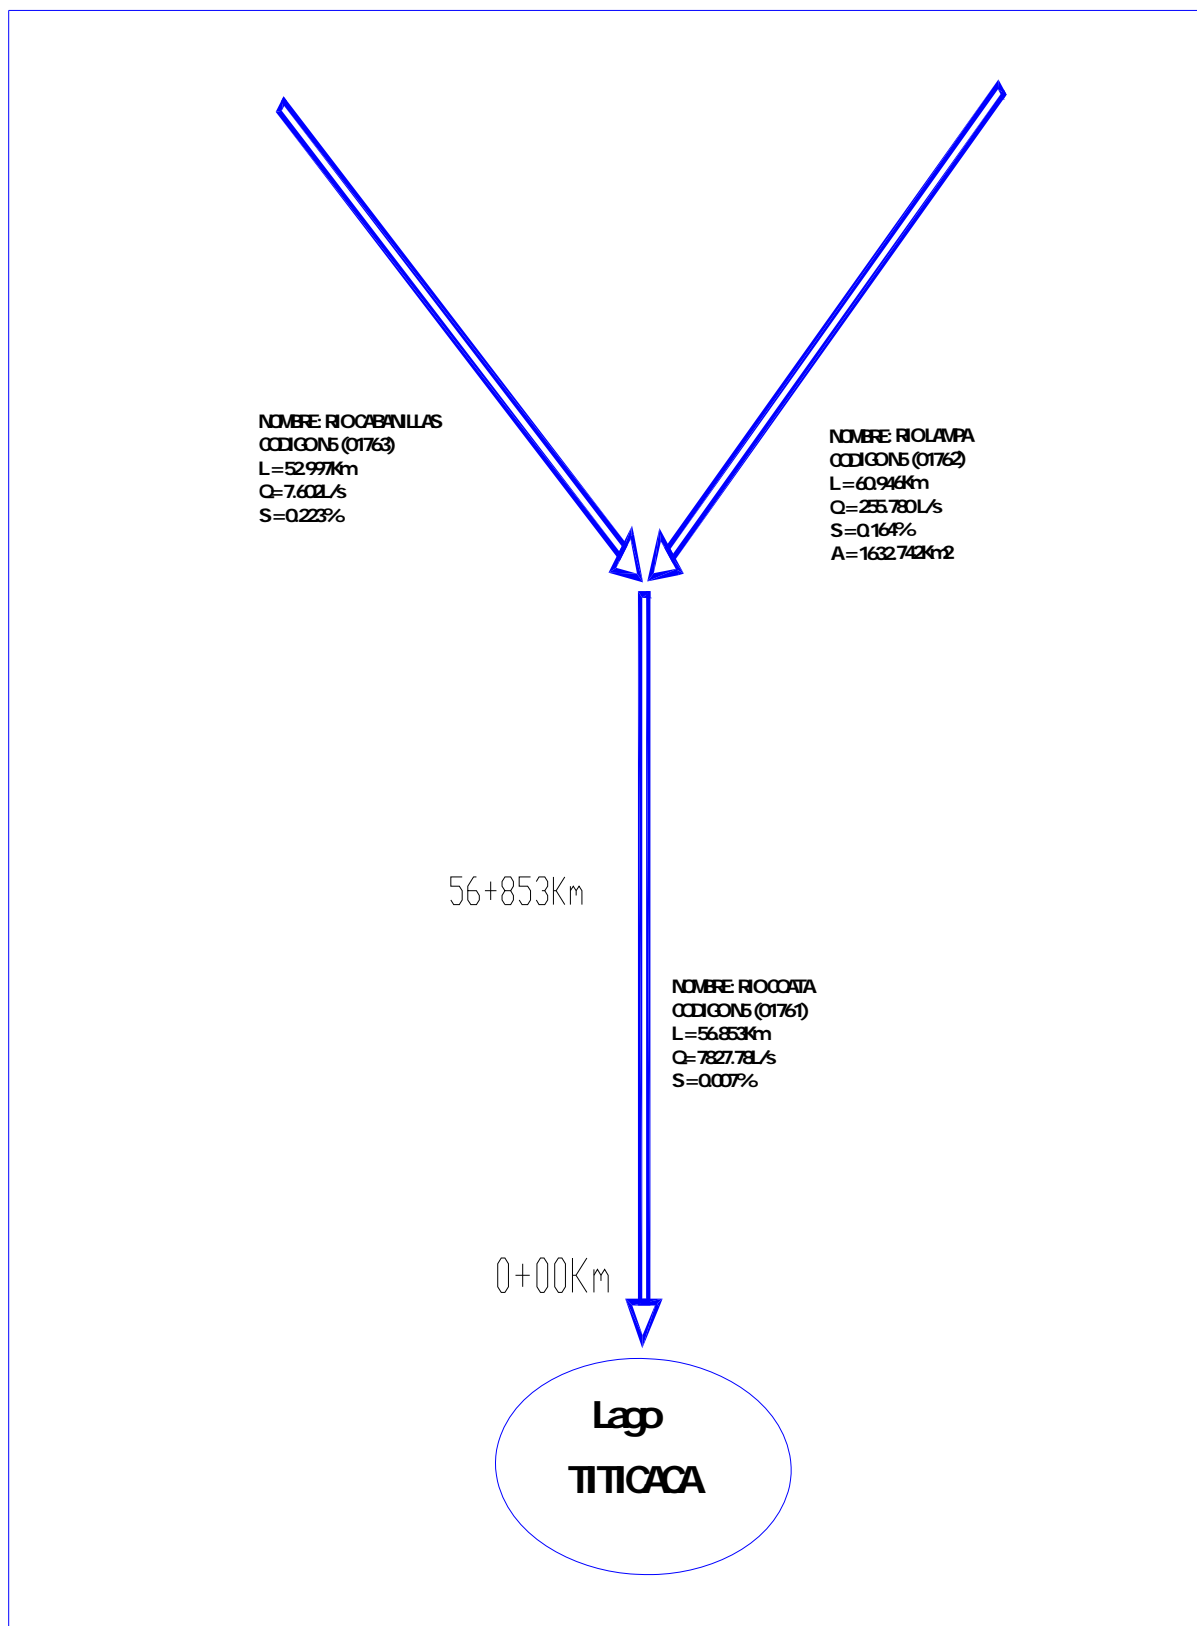 NOMBRE: RIO CABANILLAS
CODIGO N5 (01763)
L = 52.997Km
Q= 7.602L/s
S = 0.223%
NOMBRE: RIO LAMPA
CODIGO N5 (01762)
L = 60.946Km
Q = 255.780 L/s
S = 0.164%
A = 1632.742Km2
56+853Km
NOMBRE: RIO COATA
CODIGO N5 (01761)
L = 56.853Km
Q= 7827.78L/s
S = 0.007%
0+00Km
Lago
TITICACA